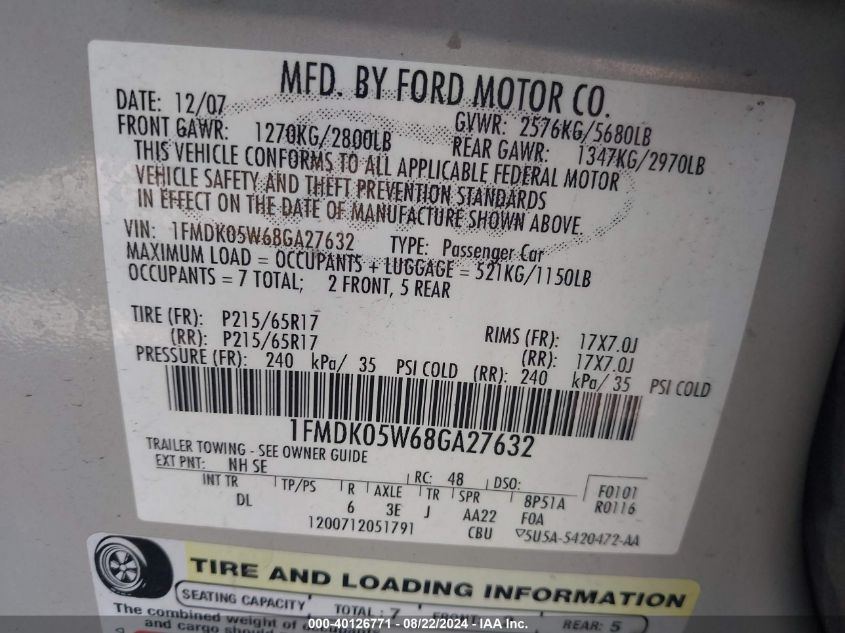 MFD. BY FORD MOTOR CO.
DATE: 12/07 GVWR: 2576KG/5680LB
FRONT GAWR: 1270KG/2800LB REAR GAWR: 1347KG/2970LB
THIS VEHICLE CONFORMS TO ALL APPLICABLE FEDERAL MOTOR
VEHICLE SAFETY AND THEFT PREVENTION STANDARDS
IN EFFECT ON THE DATE OF MANUFACTURE SHOWN ABOVE.
VIN: 1FMDK05W68GA27632 TYPE: Passenger Car
MAXIMUM LOAD = OCCUPANTS + LUGGAGE = 521KG/1150LB
OCCUPANTS = 7 TOTAL; 2 FRONT, 5 REAR
TIRE (FR): P215/65R17 RIMS (FR): 17X7.0J
(RR): P215/65R17 (RR): 17X7.0J
PRESSURE (FR): 240 kPa/ 35 PSI COLD (RR): 240 kPa/ 35 PSI COLD
1FMDK05W68GA27632
TRAILER TOWING - SEE OWNER GUIDE
EXT PNT: NH SE RC: 48 DSO:
INT TR TP/PS R AXLE TR SPR 8P51A F0101
DL 6 3E J AA22 F0A R0116
1200712051791 CBU 5U5A-5420472-AA
TIRE AND LOADING INFORMATION
SEATING CAPACITY TOTAL : 7 REAR: 5
The combined weight of
and cargo
000-40126771 - 08/22/2024 -